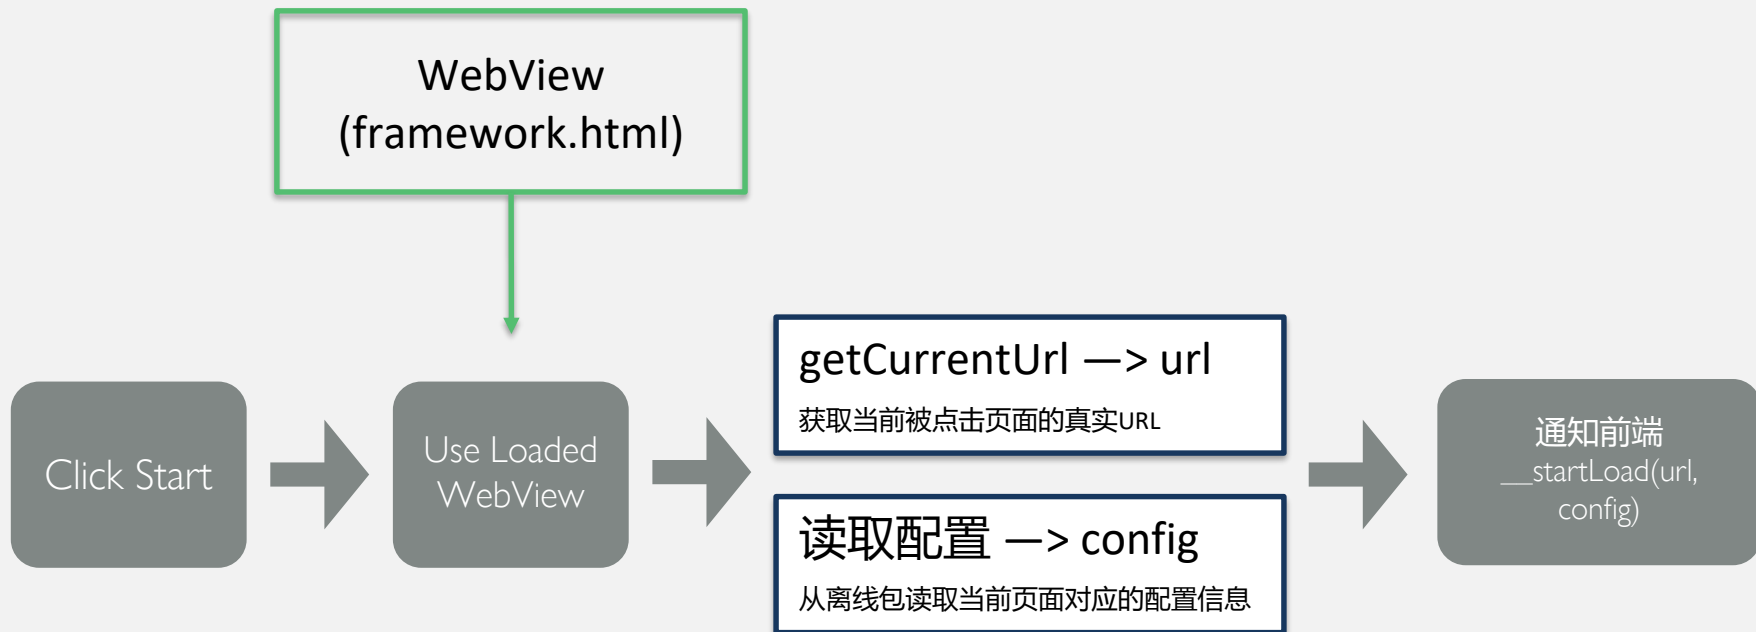 WebView
(framework.html)
Click Start
Use Loaded
WebView
getCurrentUrl —> url
获取当前被点击页面的真实URL
读取配置 —> config
从离线包读取当前页面对应的配置信息
通知前端
__startLoad(url,
config)